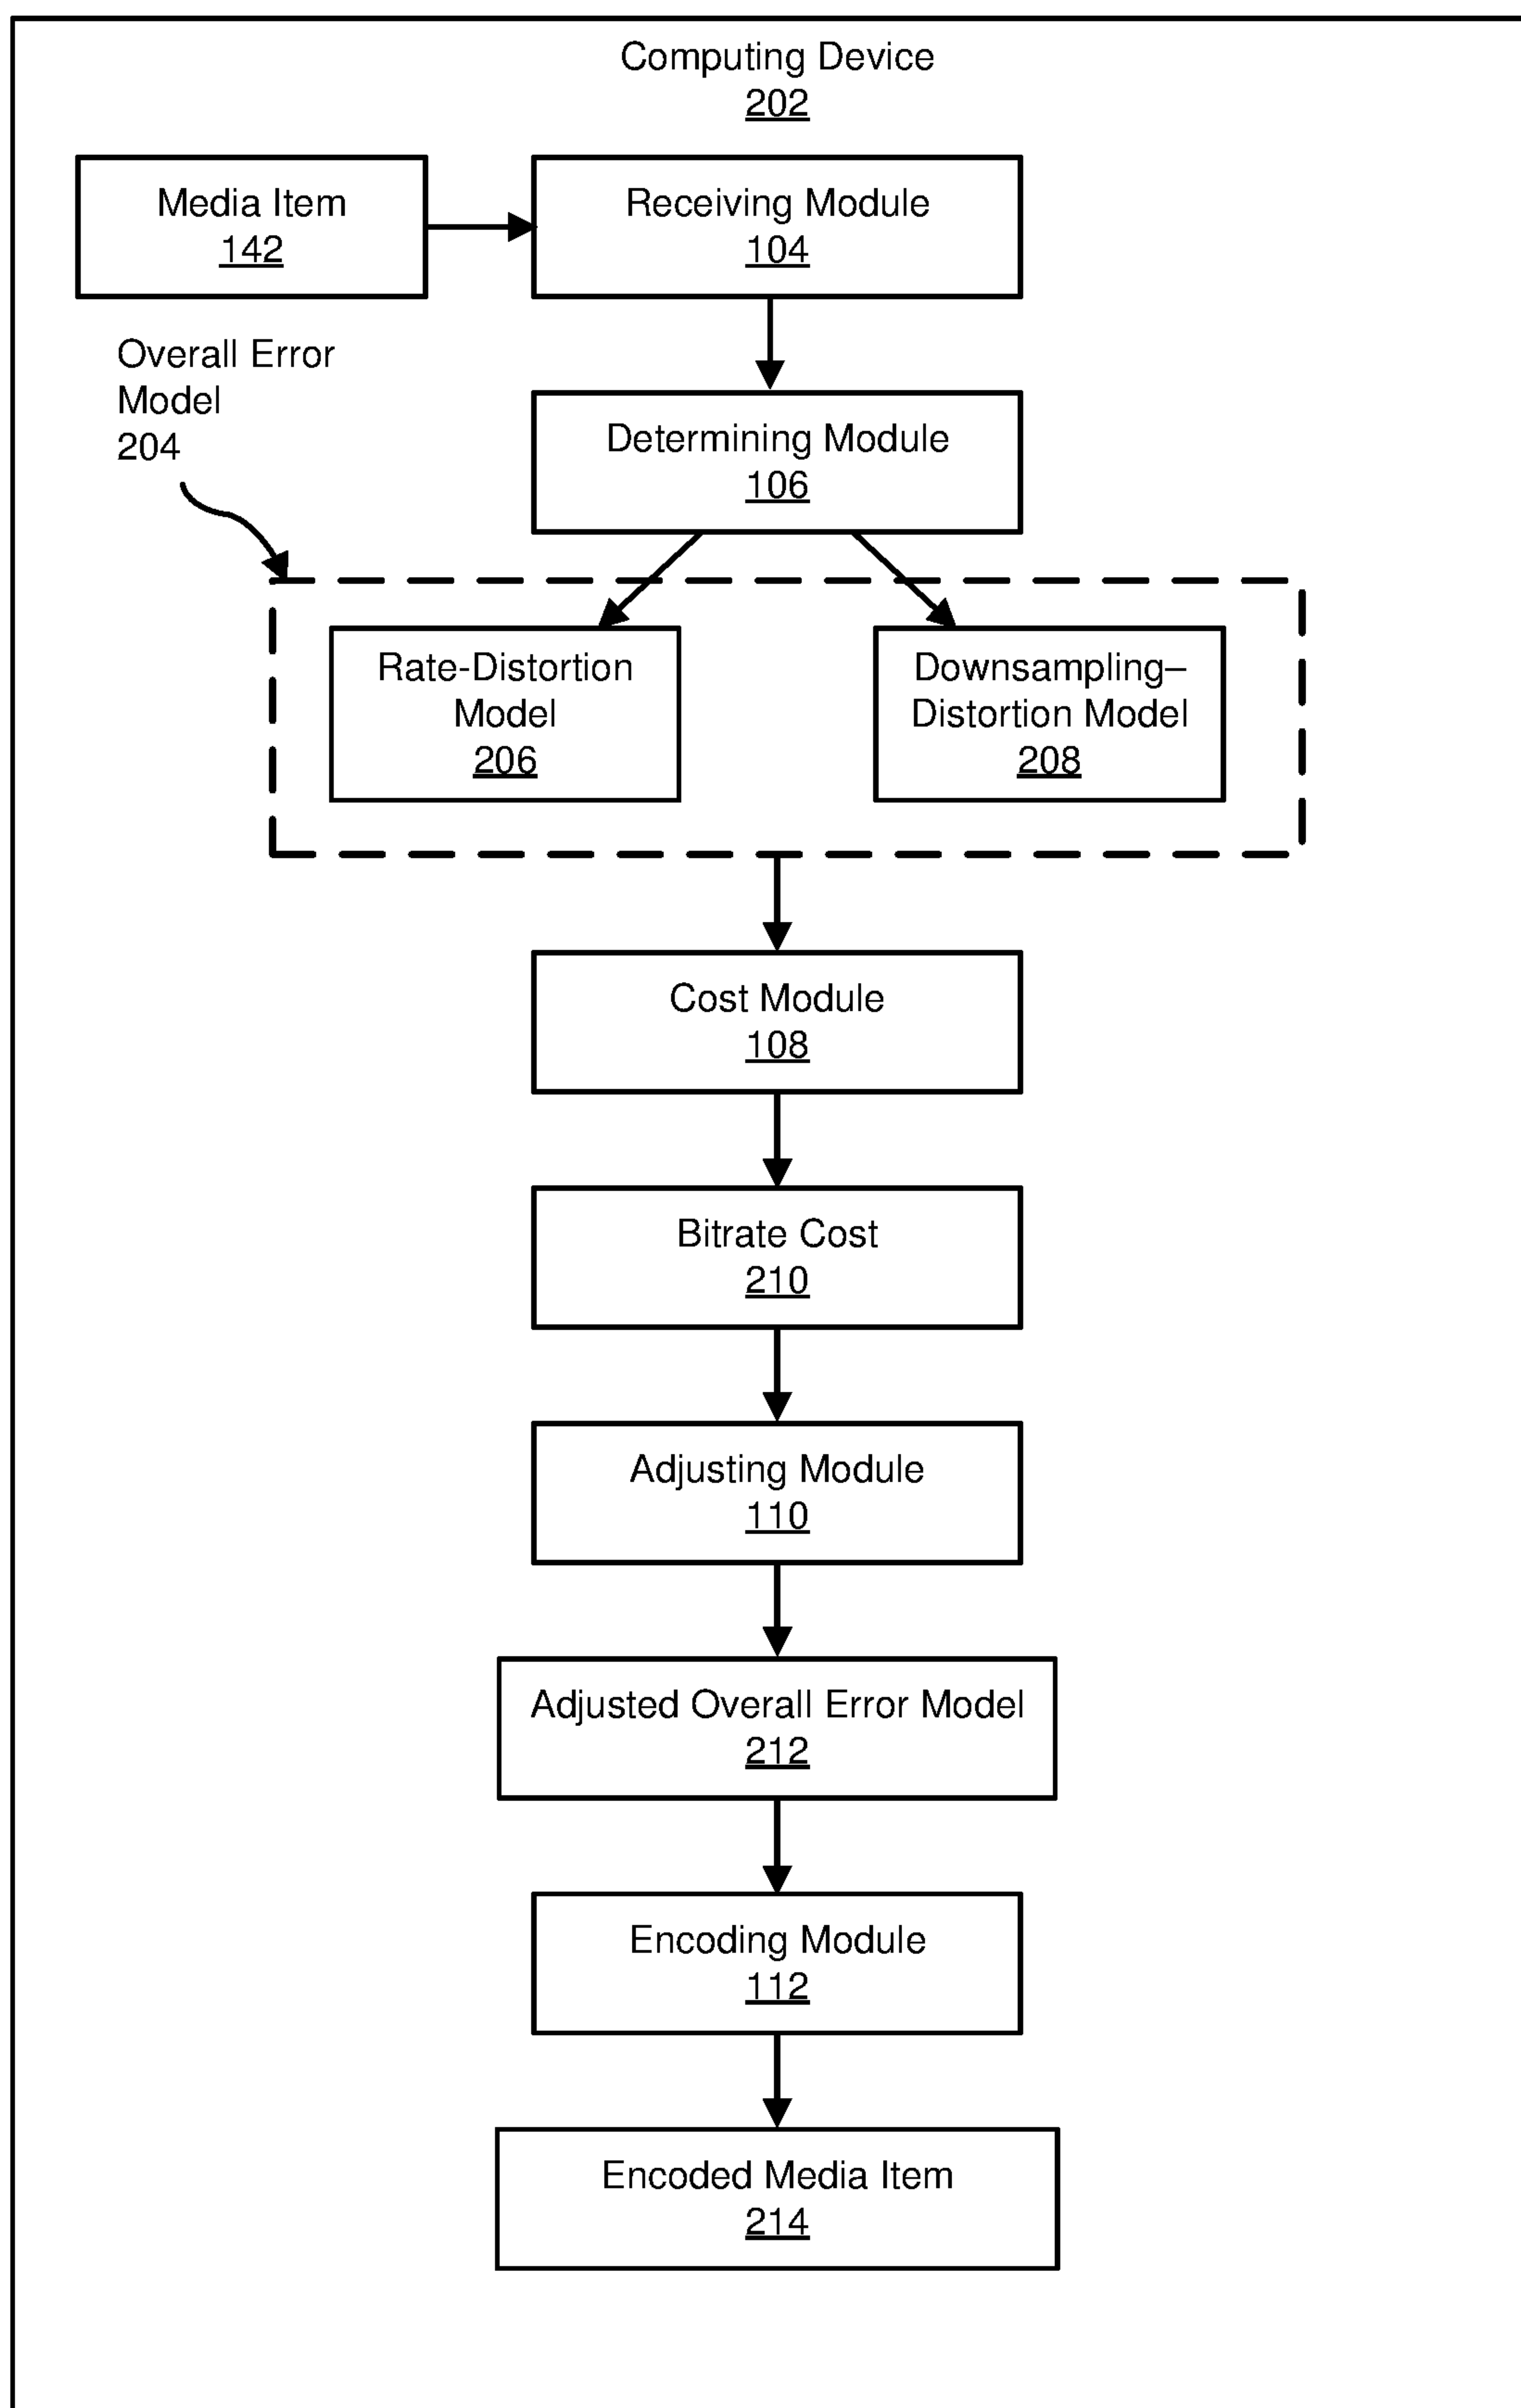 Computing Device
202
Media Item
142
Receiving Module
104
Overall Error
Model
204
Determining Module
106
Rate-Distortion
Model
206
Downsampling–
Distortion Model
208
Cost Module
108
Bitrate Cost
210
Adjusting Module
110
Adjusted Overall Error Model
212
Encoding Module
112
Encoded Media Item
214